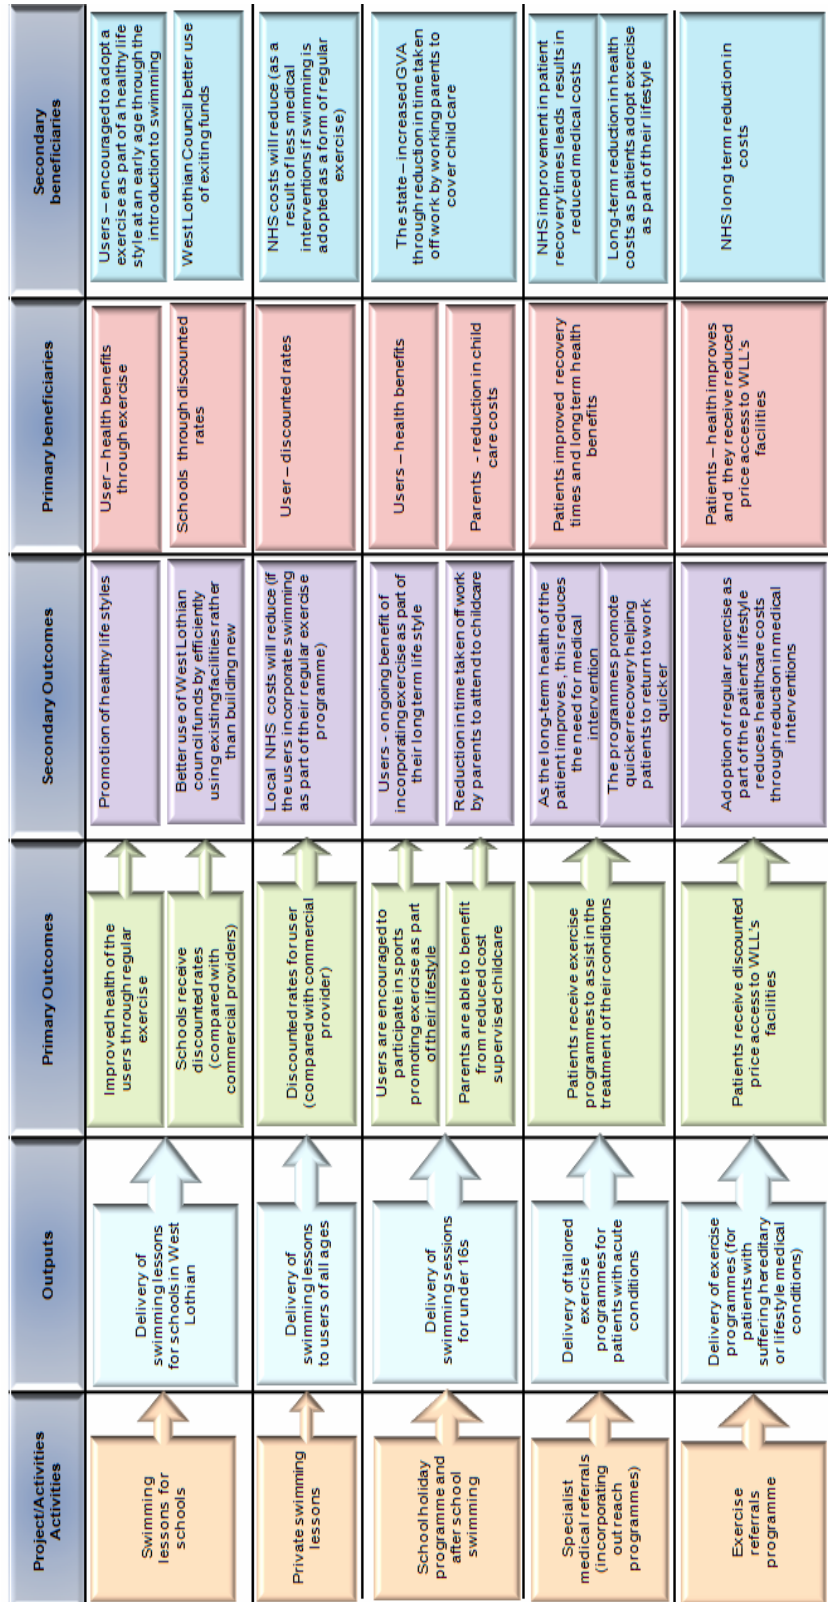 Project/Activities
Activities
Outputs
Primary Outcomes
Secondary Outcomes
Primary beneficiaries
Secondary
beneficiaries
Swimming
lessons for
schools
Delivery of
swimming lessons
for schools in West
Lothian
Improved health of the
users through regular
exercise
Schools receive
discounted rates
(compared with
commercial providers)
Promotion of healthy life styles
Better use of West Lothian
council funds by efficiently
using existing facilities rather
than building new
User – health benefits
through exercise
Schools through discounted
rates
Users – encouraged to adopt a
exercise as part of a healthy life
style at an early age through the
introduction to swimming
West Lothian Council better use
of exiting funds
Private swimming
lessons
Delivery of
swimming lessons
to users of all ages
Discounted rates for user
(compared with commercial
provider)
Local NHS costs will reduce (if
the users incorporate swimming
as part of their regular exercise
programme)
User – discounted rates
NHS costs will reduce (as a
result of less medical
interventions if swimming is
adopted as a form of regular
exercise)
School holiday
programme and
after school
swimming
Delivery of
swimming sessions
for under 16s
Users are encouraged to
participate in sports
promoting exercise as part
of their lifestyle
Parents are able to benefit
from reduced cost
supervised childcare
Users - ongoing benefit of
incorporating exercise as part of
their long term life style
Reduction in time taken off work
by parents to attend to childcare
Users – health benefits
Parents - reduction in child
care costs
The state – increased GVA
through reduction in time taken
off work by working parents to
cover child care
Specialist
medical referrals
(incorporating
out reach
programmes)
Delivery of tailored
exercise
programmes for
patients with acute
conditions
Patients receive exercise
programmes to assist in the
treatment of their conditions
As the long-term health of the
patient improves, this reduces
the need for medical
intervention
The programmes promote
quicker recovery helping
patients to return to work
quicker
Patients improved recovery
times and long term health
benefits
NHS improvement in patient
recovery times leads results in
reduced medical costs
Long-term reduction in health
costs as patients adopt exercise
as part of their lifestyle
Exercise
referrals
programme
Delivery of exercise
programmes (for
patients with
suffering hereditary
or lifestyle medical
conditions)
Patients receive discounted
price access to WLL's
facilities
Adoption of regular exercise as
part of the patient's lifestyle
reduces healthcare costs
through reduction in medical
interventions
Patients – health improves
and they receive reduced
price access to WLL's
facilities
NHS long term reduction in
costs